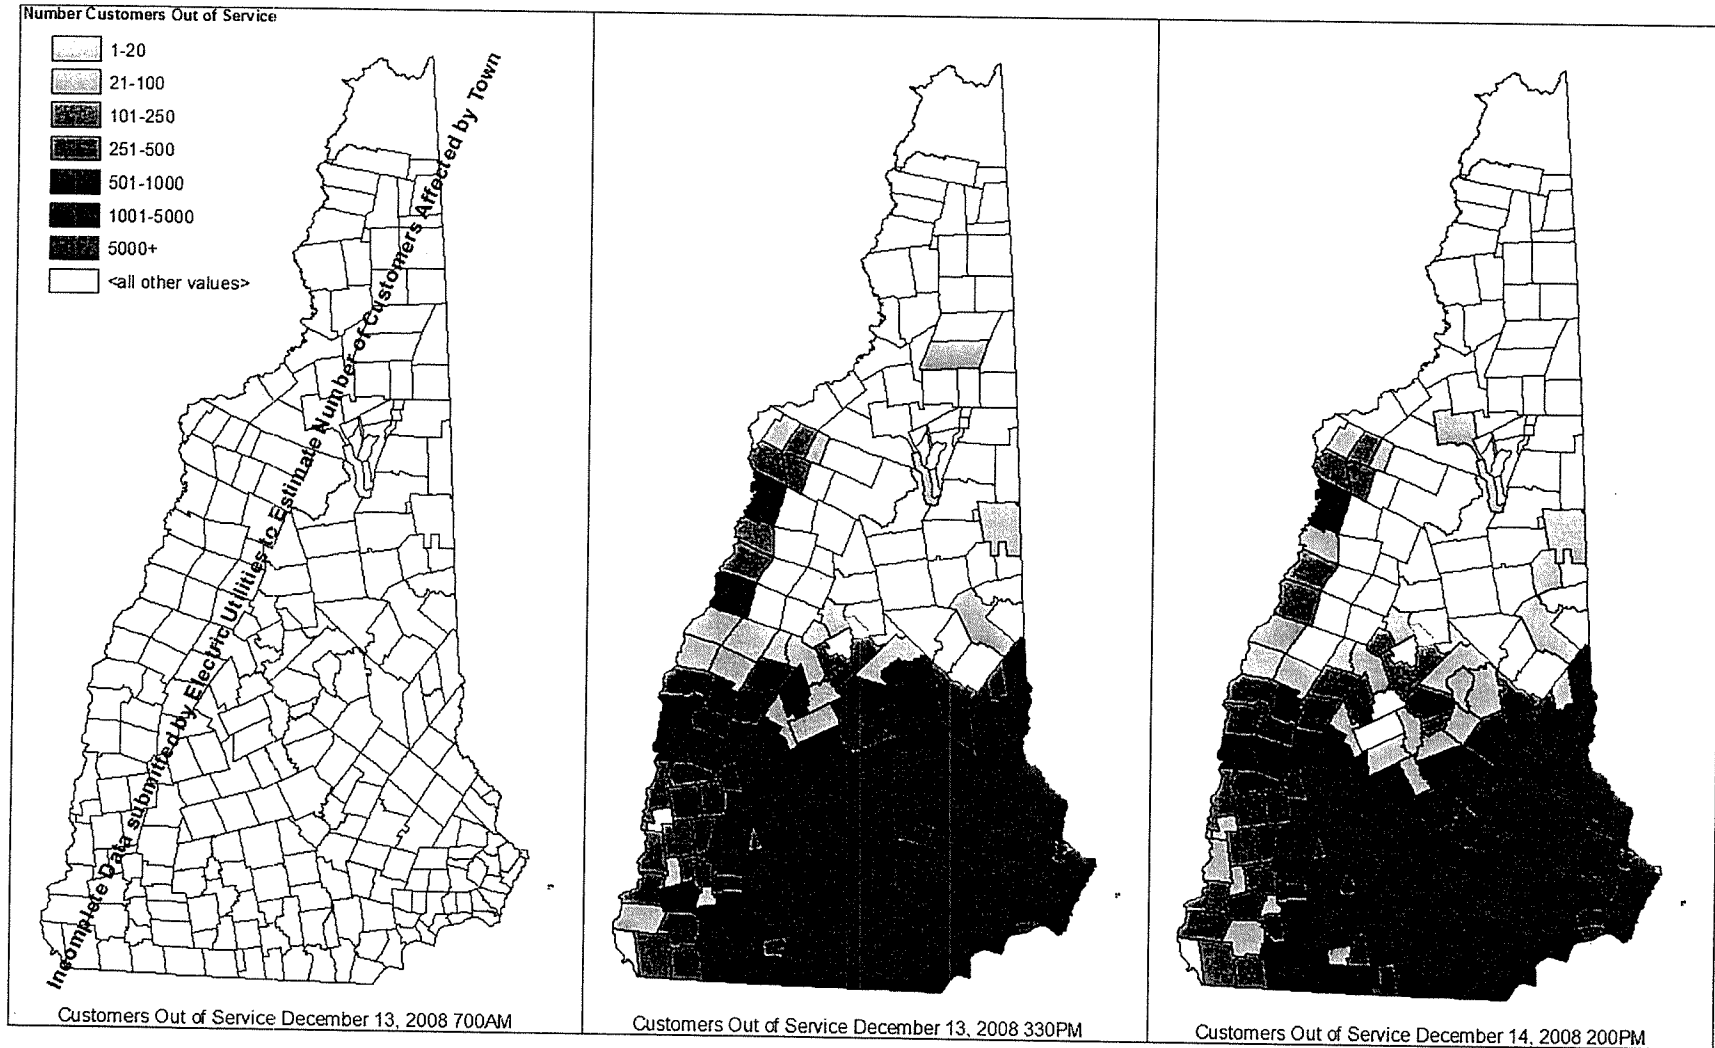 Number Customers Out of Service
1-20
21-100
101-250
251-500
501-1000
1001-5000
5000+
<all other values>
Incomplete Data submitted by Electric Utilities to Estimate Number of Customers Affected by Town
Customers Out of Service December 13, 2008 700AM
Customers Out of Service December 13, 2008 330PM
Customers Out of Service December 14, 2008 200PM